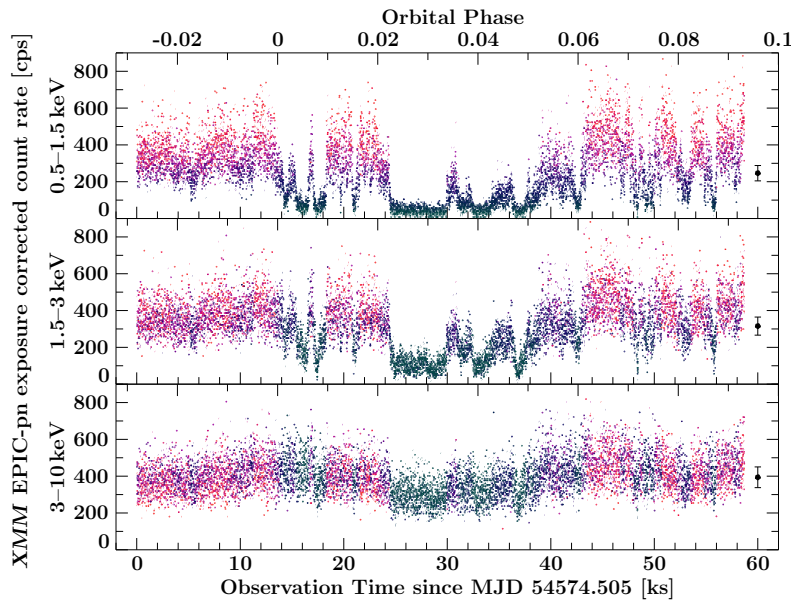 Orbital Phase
-0.02 0 0.02 0.04 0.06 0.08 0.1
XMM EPIC-pn exposure corrected count rate [cps]
0.5–1.5 keV
800
600
400
200
0
1.5–3 keV
800
600
400
200
0
3–10 keV
800
600
400
200
0
0 10 20 30 40 50 60
Observation Time since MJD 54574.505 [ks]